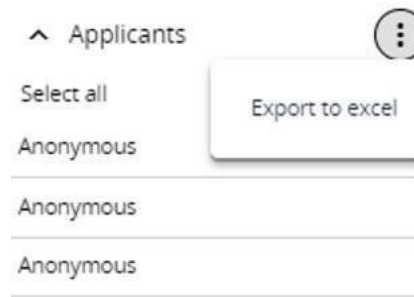 Applicants
Select all
Export to excel
Anonymous
Anonymous
Anonymous